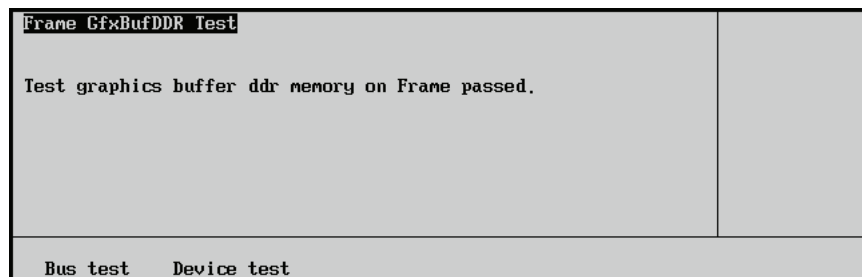 Frame GfxBufDDR Test
Test graphics buffer ddr memory on Frame passed.
Bus test    Device test